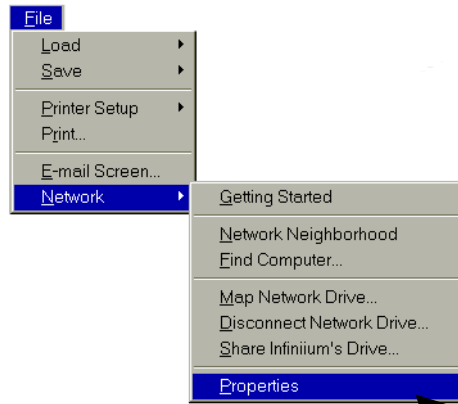 File
Load
Save
Printer Setup
Print...
E-mail Screen...
Network
Getting Started
Network Neighborhood
Find Computer...
Map Network Drive...
Disconnect Network Drive...
Share Infiniium's Drive...
Properties